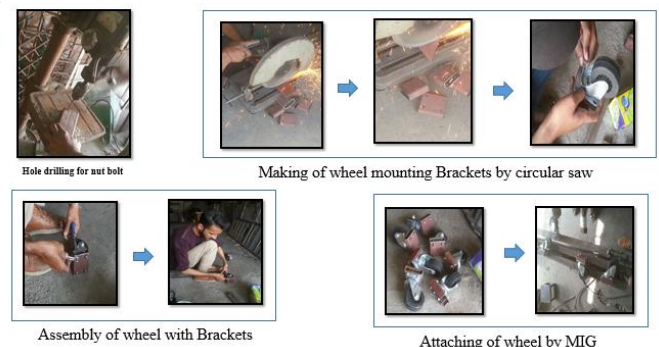 Hole drilling for nut bolt
Making of wheel mounting Brackets by circular saw
Assembly of wheel with Brackets
Attaching of wheel by MIG